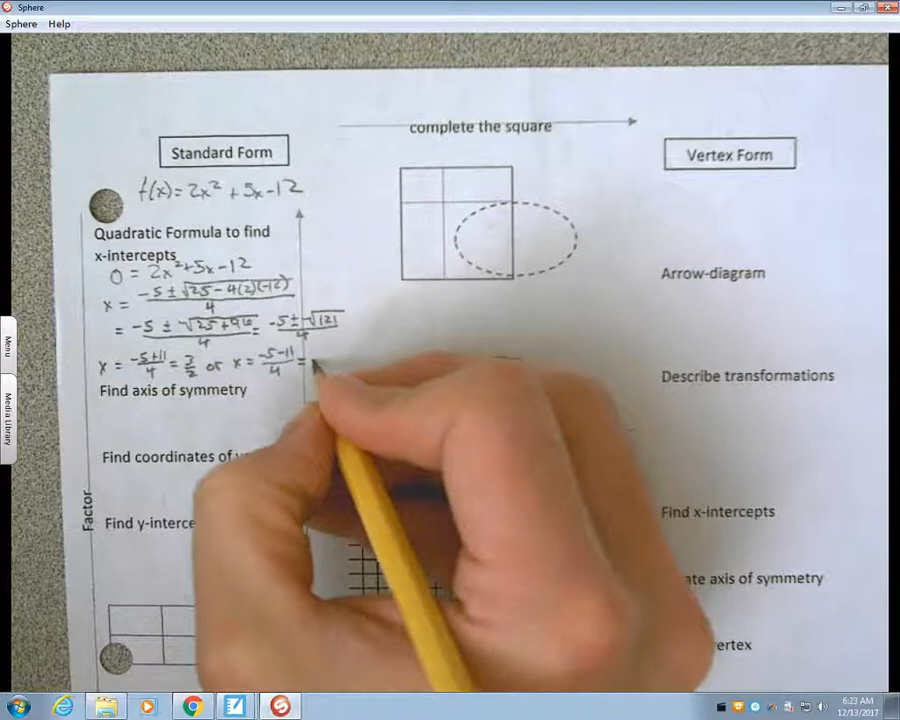 Sphere
Sphere Help
complete the square
Standard Form
Vertex Form
f(x) = 2x² + 5x - 12
Quadratic Formula to find
x-intercepts
0 = 2x² + 5x - 12
x = (-5 ± √(25 - 4(2)(-12)))/4
= (-5 ± √(25 + 96))/4 = (-5 ± √121)/4
x = (-5+11)/4 = 3/2 or x = (-5-11)/4 =
Find axis of symmetry
Find coordinates of
Find y-interce
Factor
Arrow-diagram
Describe transformations
Find x-intercepts
ate axis of symmetry
vertex
Menu
Media Library
6:23 AM
12/13/2017